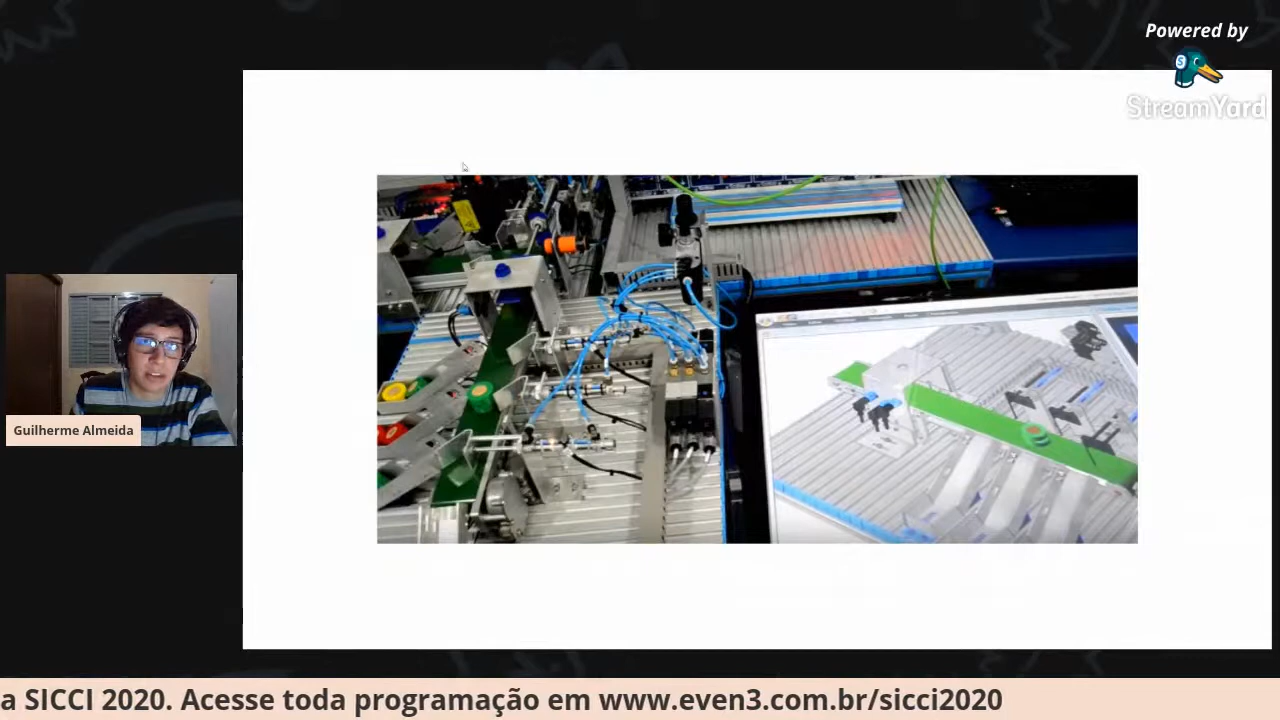 Powered by
StreamYard
Guilherme Almeida
a SICCI 2020. Acesse toda programação em www.even3.com.br/sicci2020